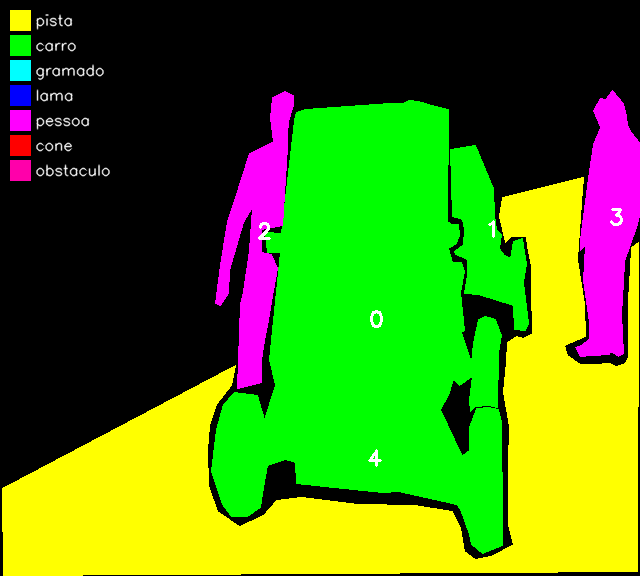 pista
carro
gramado
lama
pessoa
cone
obstaculo
2
1
3
0
4